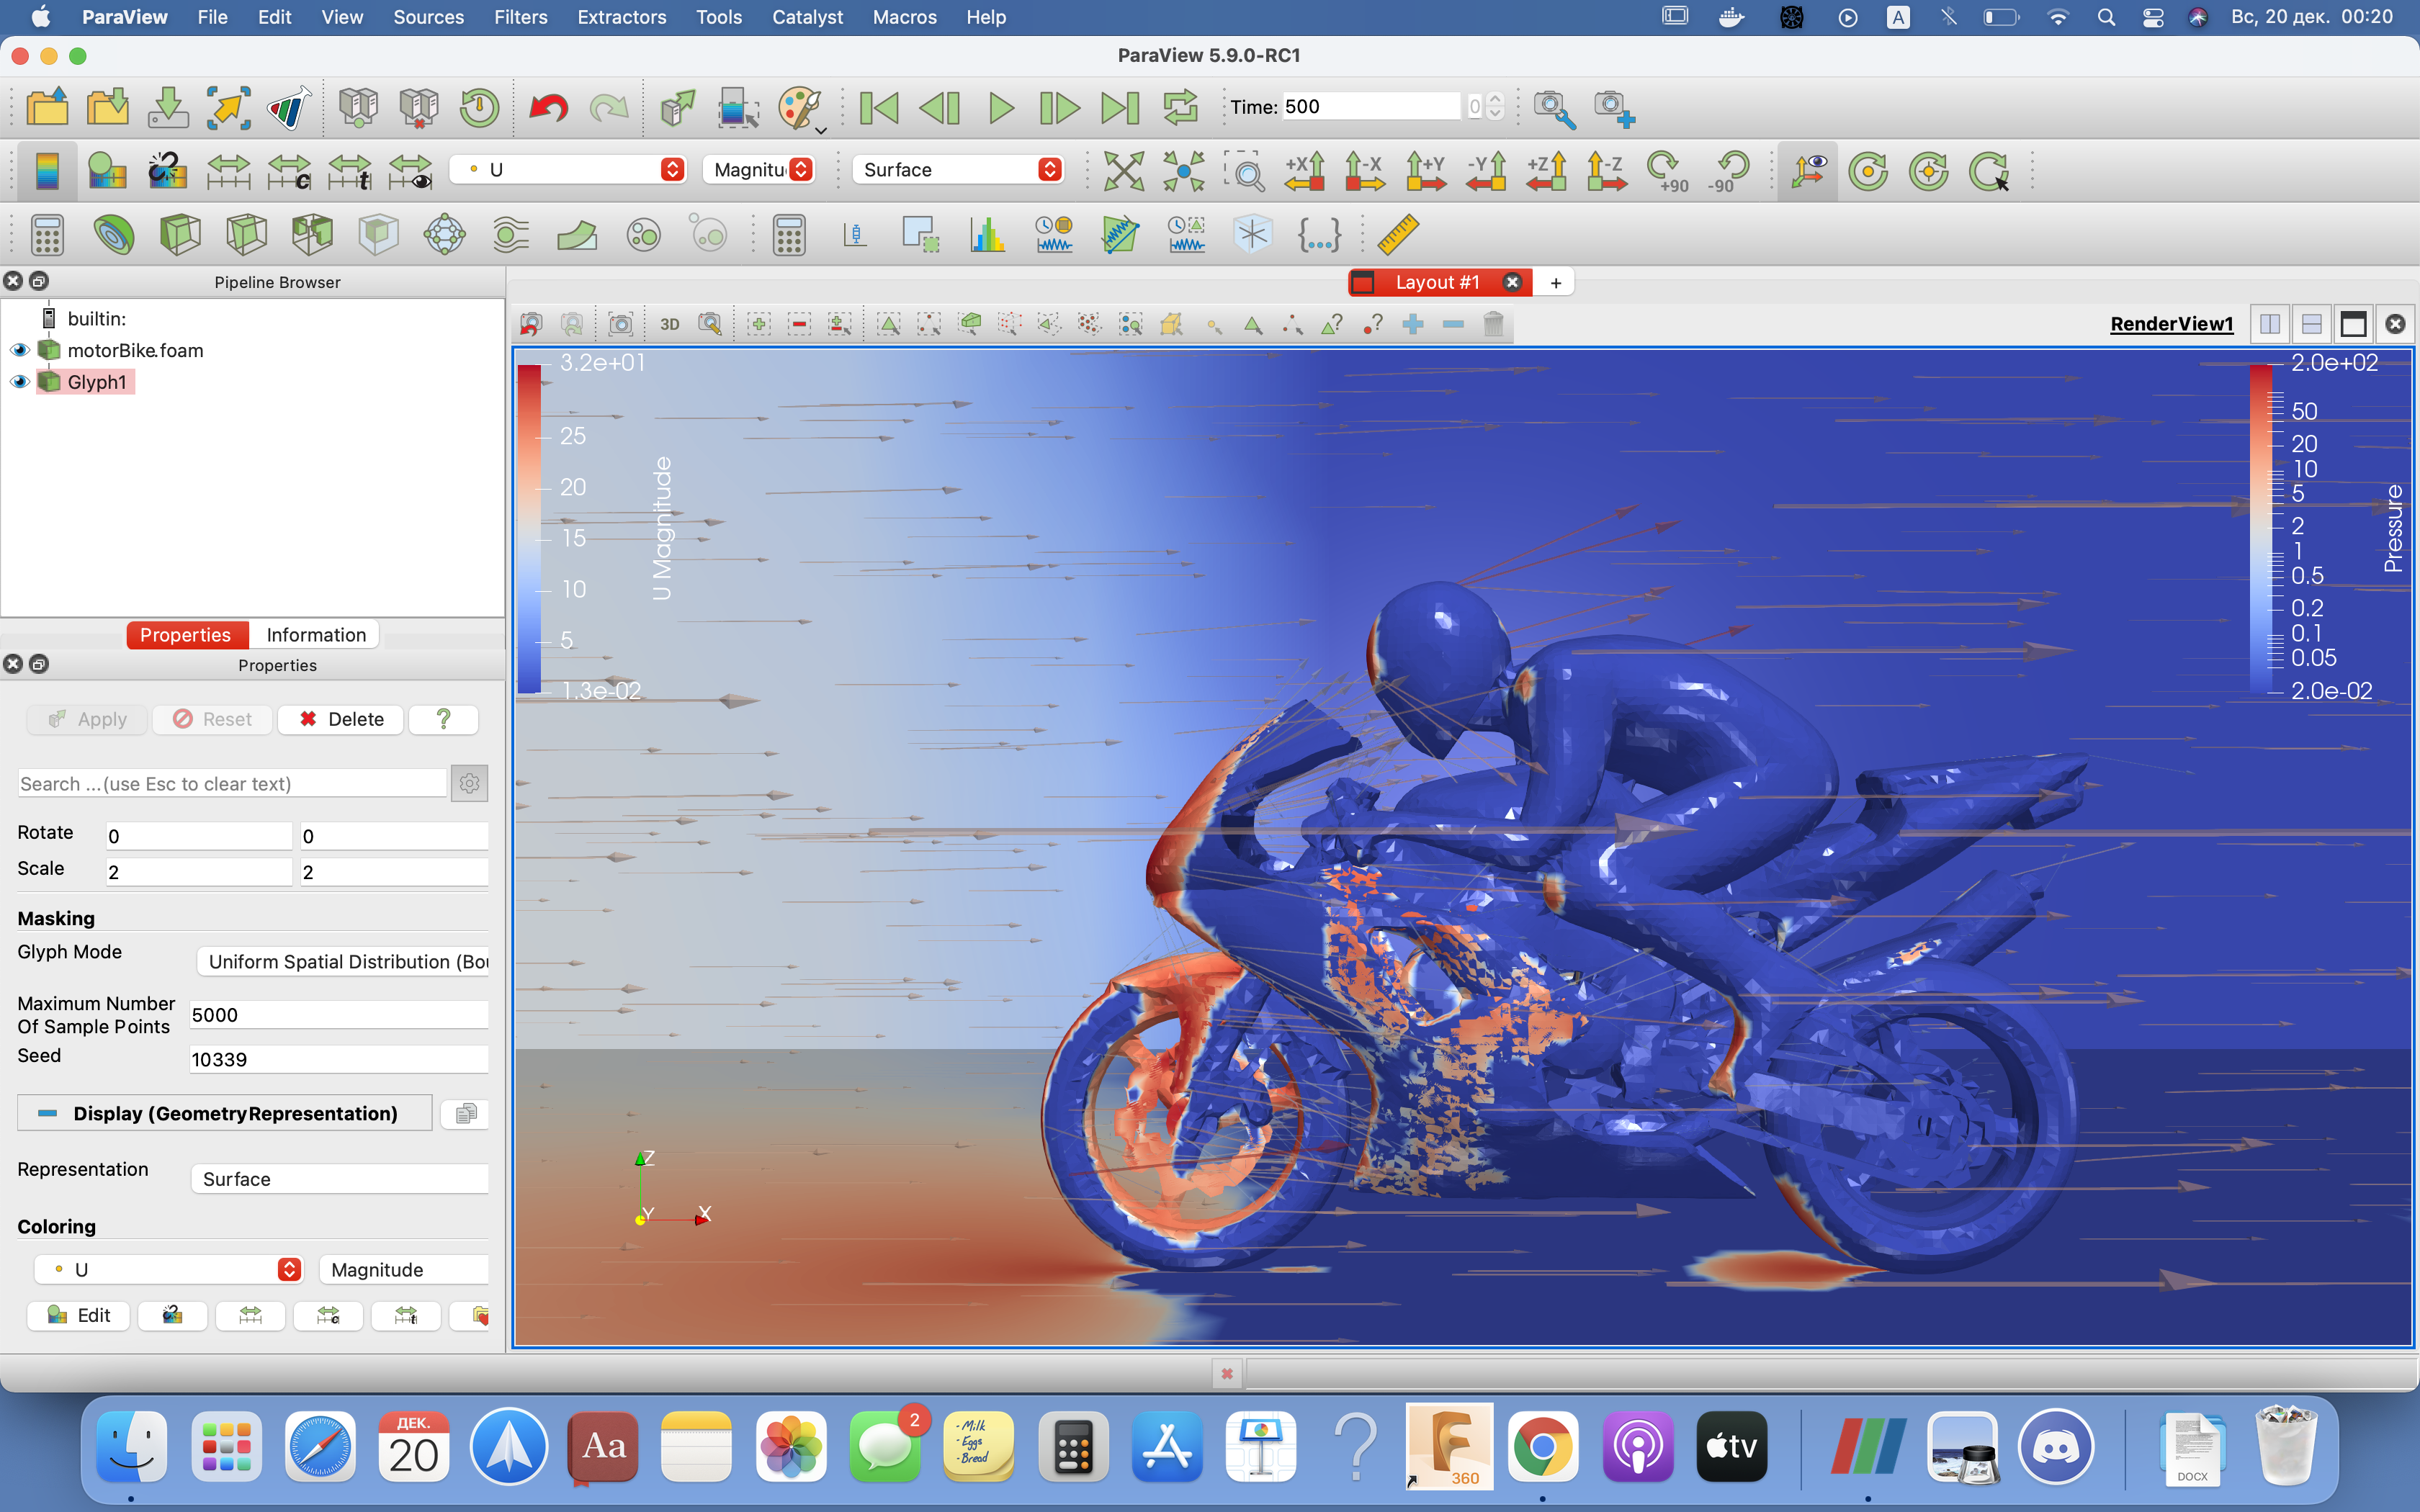 ParaView File Edit View Sources Filters Extractors Tools Catalyst Macros Help A Вс, 20 дек. 00:20
ParaView 5.9.0-RC1
Time: 500 0
U Magnitu Surface +X -X +Y -Y +Z -Z +90 -90
c t
Pipeline Browser
builtin:
motorBike.foam
Glyph1
Properties Information
Properties
Apply Reset Delete ?
Search ...(use Esc to clear text)
Rotate 0 0
Scale 2 2
Masking
Glyph Mode Uniform Spatial Distribution (Bou
Maximum Number
Of Sample Points 5000
Seed 10339
Display (GeometryRepresentation)
Representation Surface
Coloring
U Magnitude
Edit c t
Layout #1 +
3D RenderView1
3.2e+01
25
20
15
10
5
1.3e-02
U Magnitude
2.0e+02
50
20
10
5
2
1
0.5
0.2
0.1
0.05
2.0e-02
Pressure
Z
Y X
ДЕК.
20
Aa
2
Milk
Eggs
Bread
360
tv
DOCX